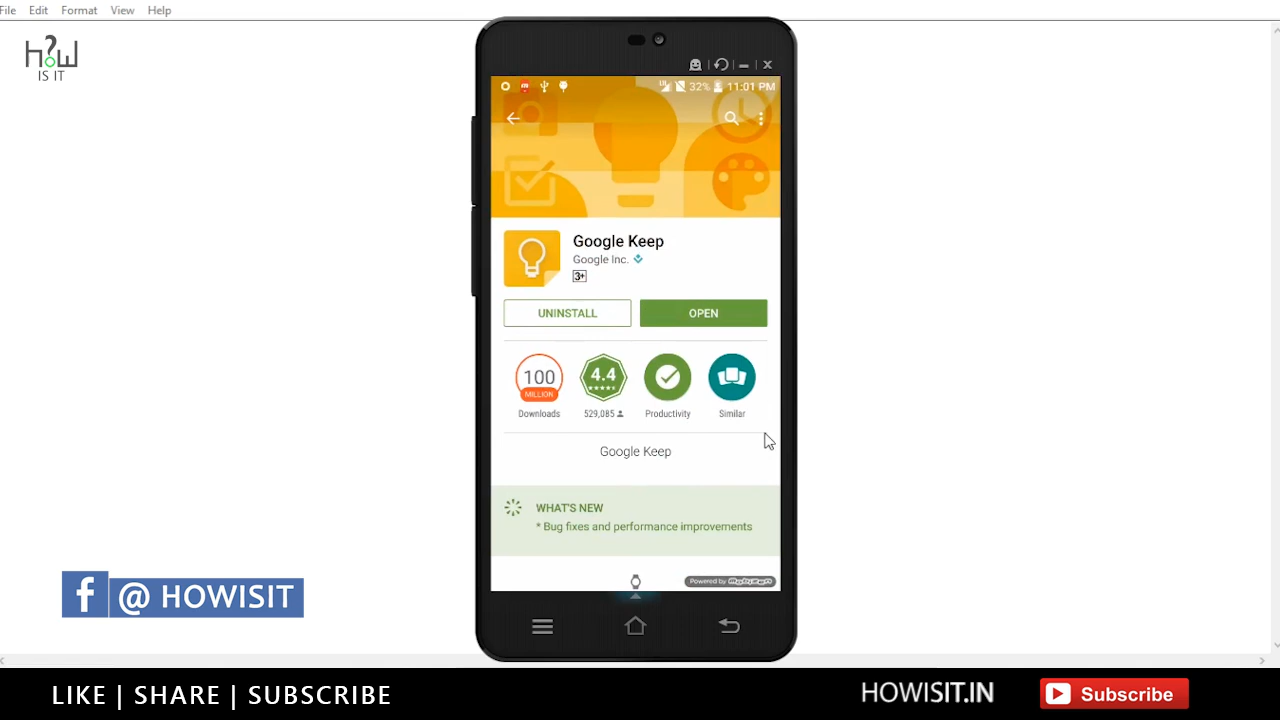 File Edit Format View Help
H?W
IS IT
32% 11:01 PM
Google Keep
Google Inc.
3+
UNINSTALL OPEN
100
MILLION
4.4
Downloads 529,085 Productivity Similar
Google Keep
WHAT'S NEW
* Bug fixes and performance improvements
Powered by
f @ HOWISIT
LIKE | SHARE | SUBSCRIBE
HOWISIT.IN
Subscribe